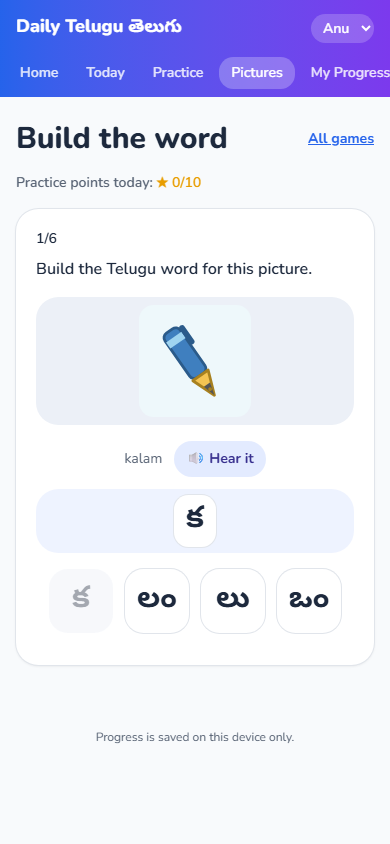 Daily Telugu తెలుగు
Anu
Home Today Practice Pictures My Progress
Build the word
All games
Practice points today: ★ 0/10
1/6
Build the Telugu word for this picture.
kalam
Hear it
క
క లం లు ఒం
Progress is saved on this device only.